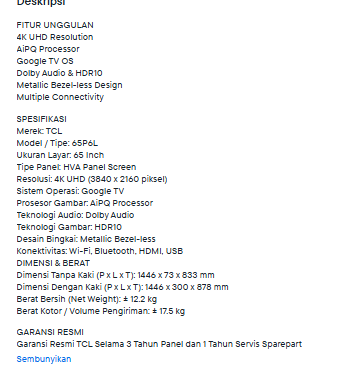 Deskripsi
FITUR UNGGULAN
4K UHD Resolution
AiPQ Processor
Google TV OS
Dolby Audio & HDR10
Metallic Bezel-less Design
Multiple Connectivity
SPESIFIKASI
Merek: TCL
Model / Tipe: 65P6L
Ukuran Layar: 65 Inch
Tipe Panel: HVA Panel Screen
Resolusi: 4K UHD (3840 x 2160 piksel)
Sistem Operasi: Google TV
Prosesor Gambar: AiPQ Processor
Teknologi Audio: Dolby Audio
Teknologi Gambar: HDR10
Desain Bingkai: Metallic Bezel-less
Konektivitas: Wi-Fi, Bluetooth, HDMI, USB
DIMENSI & BERAT
Dimensi Tanpa Kaki (P x L x T): 1446 x 73 x 833 mm
Dimensi Dengan Kaki (P x L x T): 1446 x 300 x 878 mm
Berat Bersih (Net Weight): ± 12.2 kg
Berat Kotor / Volume Pengiriman: ± 17.5 kg
GARANSI RESMI
Garansi Resmi TCL Selama 3 Tahun Panel dan 1 Tahun Servis Sparepart
Sembunyikan